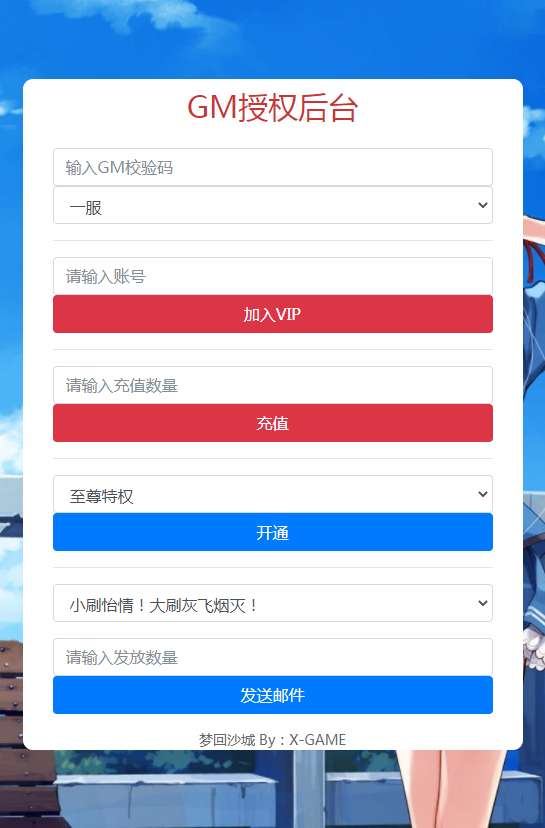 GM授权后台
输入GM校验码
一服
请输入账号
加入VIP
请输入充值数量
充值
至尊特权
开通
小刷怡情！大刷灰飞烟灭！
请输入发放数量
发送邮件
梦回沙城 By：X-GAME